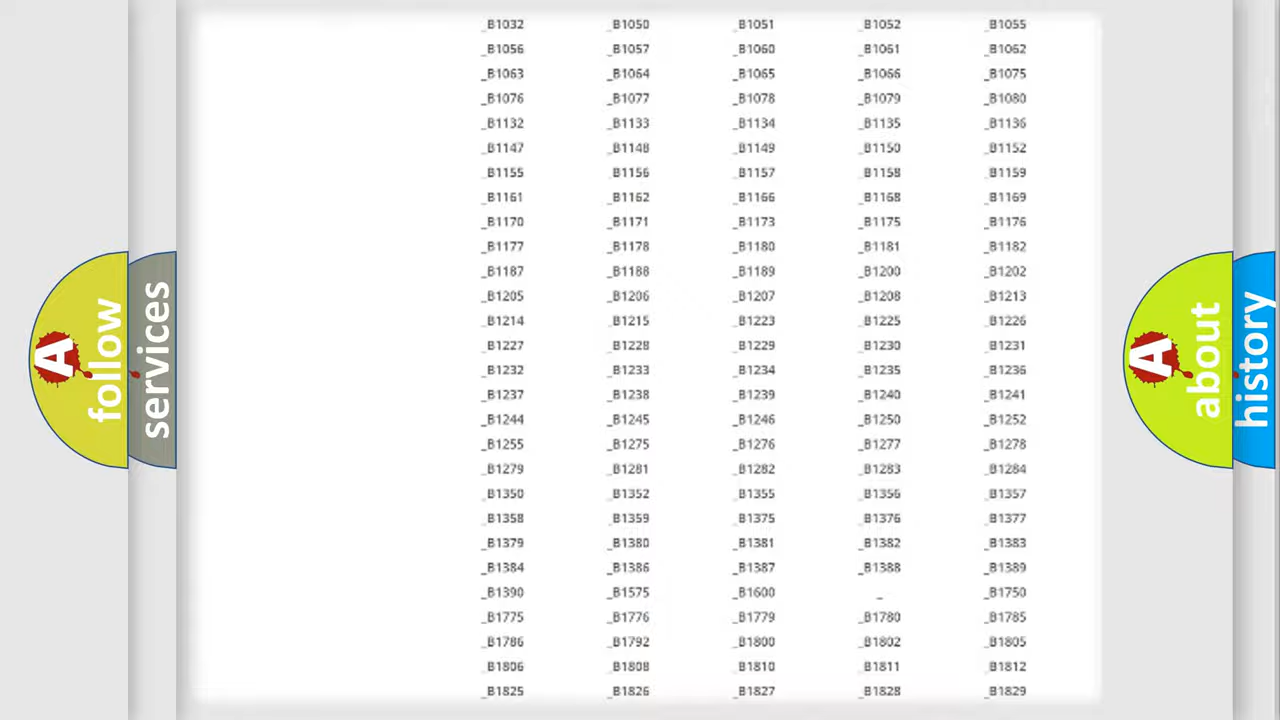 _B1032 _B1050 _B1051 _B1052 _B1055
_B1056 _B1057 _B1060 _B1061 _B1062
_B1063 _B1064 _B1065 _B1066 _B1075
_B1076 _B1077 _B1078 _B1079 _B1080
_B1132 _B1133 _B1134 _B1135 _B1136
_B1147 _B1148 _B1149 _B1150 _B1152
_B1155 _B1156 _B1157 _B1158 _B1159
_B1161 _B1162 _B1166 _B1168 _B1169
_B1170 _B1171 _B1173 _B1175 _B1176
_B1177 _B1178 _B1180 _B1181 _B1182
_B1187 _B1188 _B1189 _B1200 _B1202
_B1205 _B1206 _B1207 _B1208 _B1213
_B1214 _B1215 _B1223 _B1225 _B1226
_B1227 _B1228 _B1229 _B1230 _B1231
_B1232 _B1233 _B1234 _B1235 _B1236
_B1237 _B1238 _B1239 _B1240 _B1241
_B1244 _B1245 _B1246 _B1250 _B1252
_B1255 _B1275 _B1276 _B1277 _B1278
_B1279 _B1281 _B1282 _B1283 _B1284
_B1350 _B1352 _B1355 _B1356 _B1357
_B1358 _B1359 _B1375 _B1376 _B1377
_B1379 _B1380 _B1381 _B1382 _B1383
_B1384 _B1386 _B1387 _B1388 _B1389
_B1390 _B1575 _B1600 _ _B1750
_B1775 _B1776 _B1779 _B1780 _B1785
_B1786 _B1792 _B1800 _B1802 _B1805
_B1806 _B1808 _B1810 _B1811 _B1812
_B1825 _B1826 _B1827 _B1828 _B1829
A follow
services
A about
history